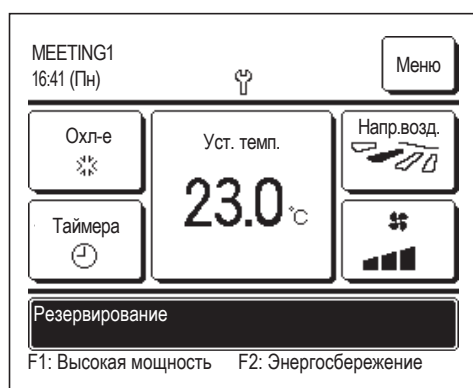 MEETING1
16:41 (Пн)
Меню
Охл-е
Уст. темп.
Напр.возд.
23.0 °C
Таймера
Резервирование
F1: Высокая мощность F2: Энергосбережение